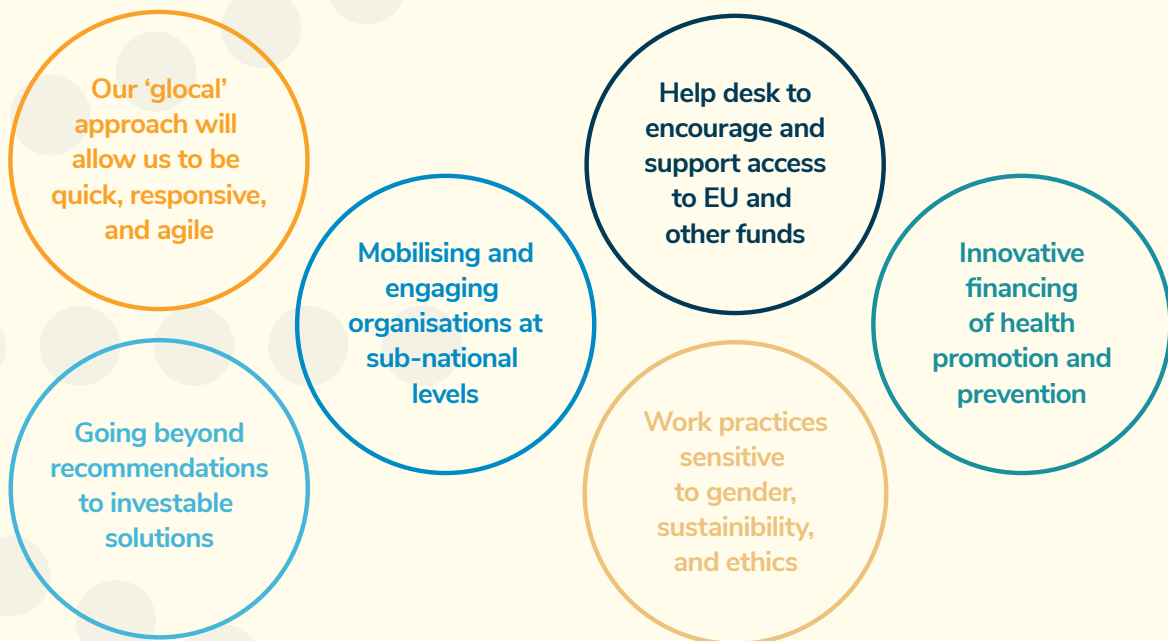 Our ‘glocal’
approach will
allow us to be
quick, responsive,
and agile
Going beyond
recommendations
to investable
solutions
Mobilising and
engaging
organisations at
sub-national
levels
Help desk to
encourage and
support access
to EU and
other funds
Work practices
sensitive
to gender,
sustainibility,
and ethics
Innovative
financing
of health
promotion and
prevention